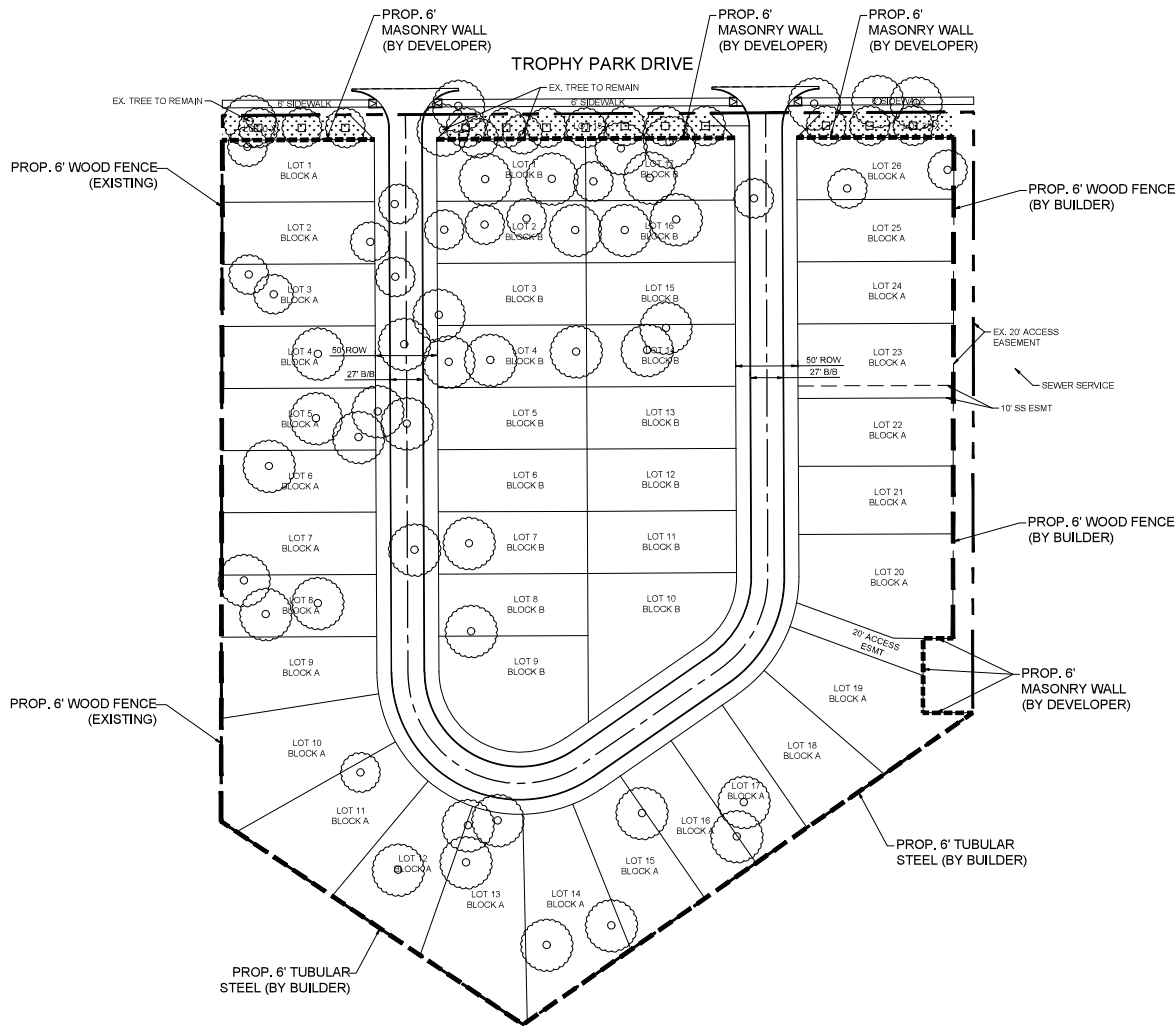 PROP. 6'
MASONRY WALL
(BY DEVELOPER)
PROP. 6'
MASONRY WALL
(BY DEVELOPER)
PROP. 6'
MASONRY WALL
(BY DEVELOPER)
TROPHY PARK DRIVE
EX. TREE TO REMAIN
EX. TREE TO REMAIN
6' SIDEWALK
6' SIDEWALK
6' SIDEWALK
PROP. 6' WOOD FENCE
(EXISTING)
LOT 1
BLOCK A
LOT 1
BLOCK B
LOT 17
BLOCK B
LOT 26
BLOCK A
PROP. 6' WOOD FENCE
(BY BUILDER)
LOT 2
BLOCK A
LOT 2
BLOCK B
LOT 16
BLOCK B
LOT 25
BLOCK A
LOT 3
BLOCK A
LOT 3
BLOCK B
LOT 15
BLOCK B
LOT 24
BLOCK A
LOT 4
BLOCK A
LOT 4
BLOCK B
LOT 14
BLOCK B
LOT 23
BLOCK A
EX. 20' ACCESS
EASEMENT
50' ROW
27' B/B
50' ROW
27' B/B
SEWER SERVICE
10' SS ESMT
LOT 5
BLOCK A
LOT 5
BLOCK B
LOT 13
BLOCK B
LOT 22
BLOCK A
LOT 6
BLOCK A
LOT 6
BLOCK B
LOT 12
BLOCK B
LOT 21
BLOCK A
LOT 7
BLOCK A
LOT 7
BLOCK B
LOT 11
BLOCK B
PROP. 6' WOOD FENCE
(BY BUILDER)
LOT 20
BLOCK A
LOT 8
BLOCK A
LOT 8
BLOCK B
LOT 10
BLOCK B
LOT 9
BLOCK A
LOT 9
BLOCK B
20' ACCESS
ESMT
PROP. 6'
MASONRY WALL
(BY DEVELOPER)
PROP. 6' WOOD FENCE
(EXISTING)
LOT 19
BLOCK A
LOT 10
BLOCK A
LOT 18
BLOCK A
LOT 11
BLOCK A
LOT 17
BLOCK A
LOT 16
BLOCK A
LOT 12
BLOCK A
LOT 15
BLOCK A
LOT 13
BLOCK A
LOT 14
BLOCK A
PROP. 6' TUBULAR
STEEL (BY BUILDER)
PROP. 6' TUBULAR
STEEL (BY BUILDER)